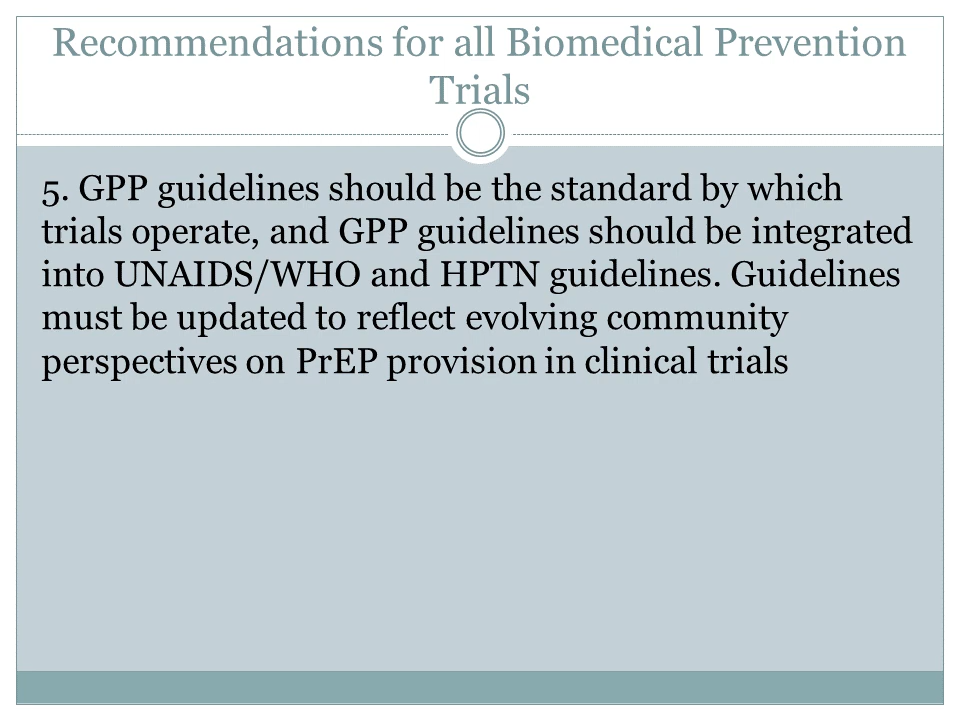 Recommendations for all Biomedical Prevention
Trials
5. GPP guidelines should be the standard by which
trials operate, and GPP guidelines should be integrated
into UNAIDS/WHO and HPTN guidelines. Guidelines
must be updated to reflect evolving community
perspectives on PrEP provision in clinical trials